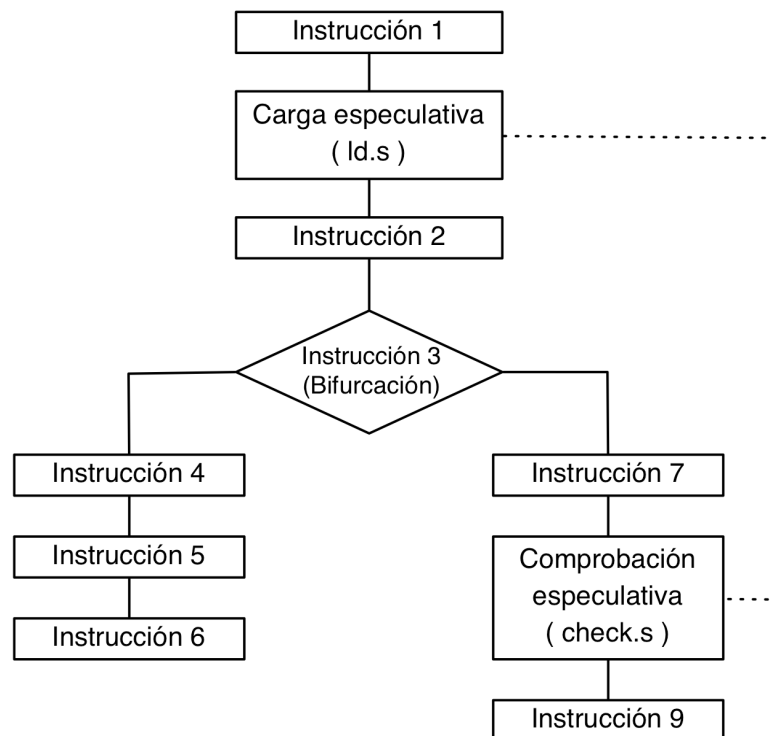 Instrucción 1
Carga especulativa
( ld.s )
Instrucción 2
Instrucción 3
(Bifurcación)
Instrucción 4
Instrucción 5
Instrucción 6
Instrucción 7
Comprobación
especulativa
( check.s )
Instrucción 9